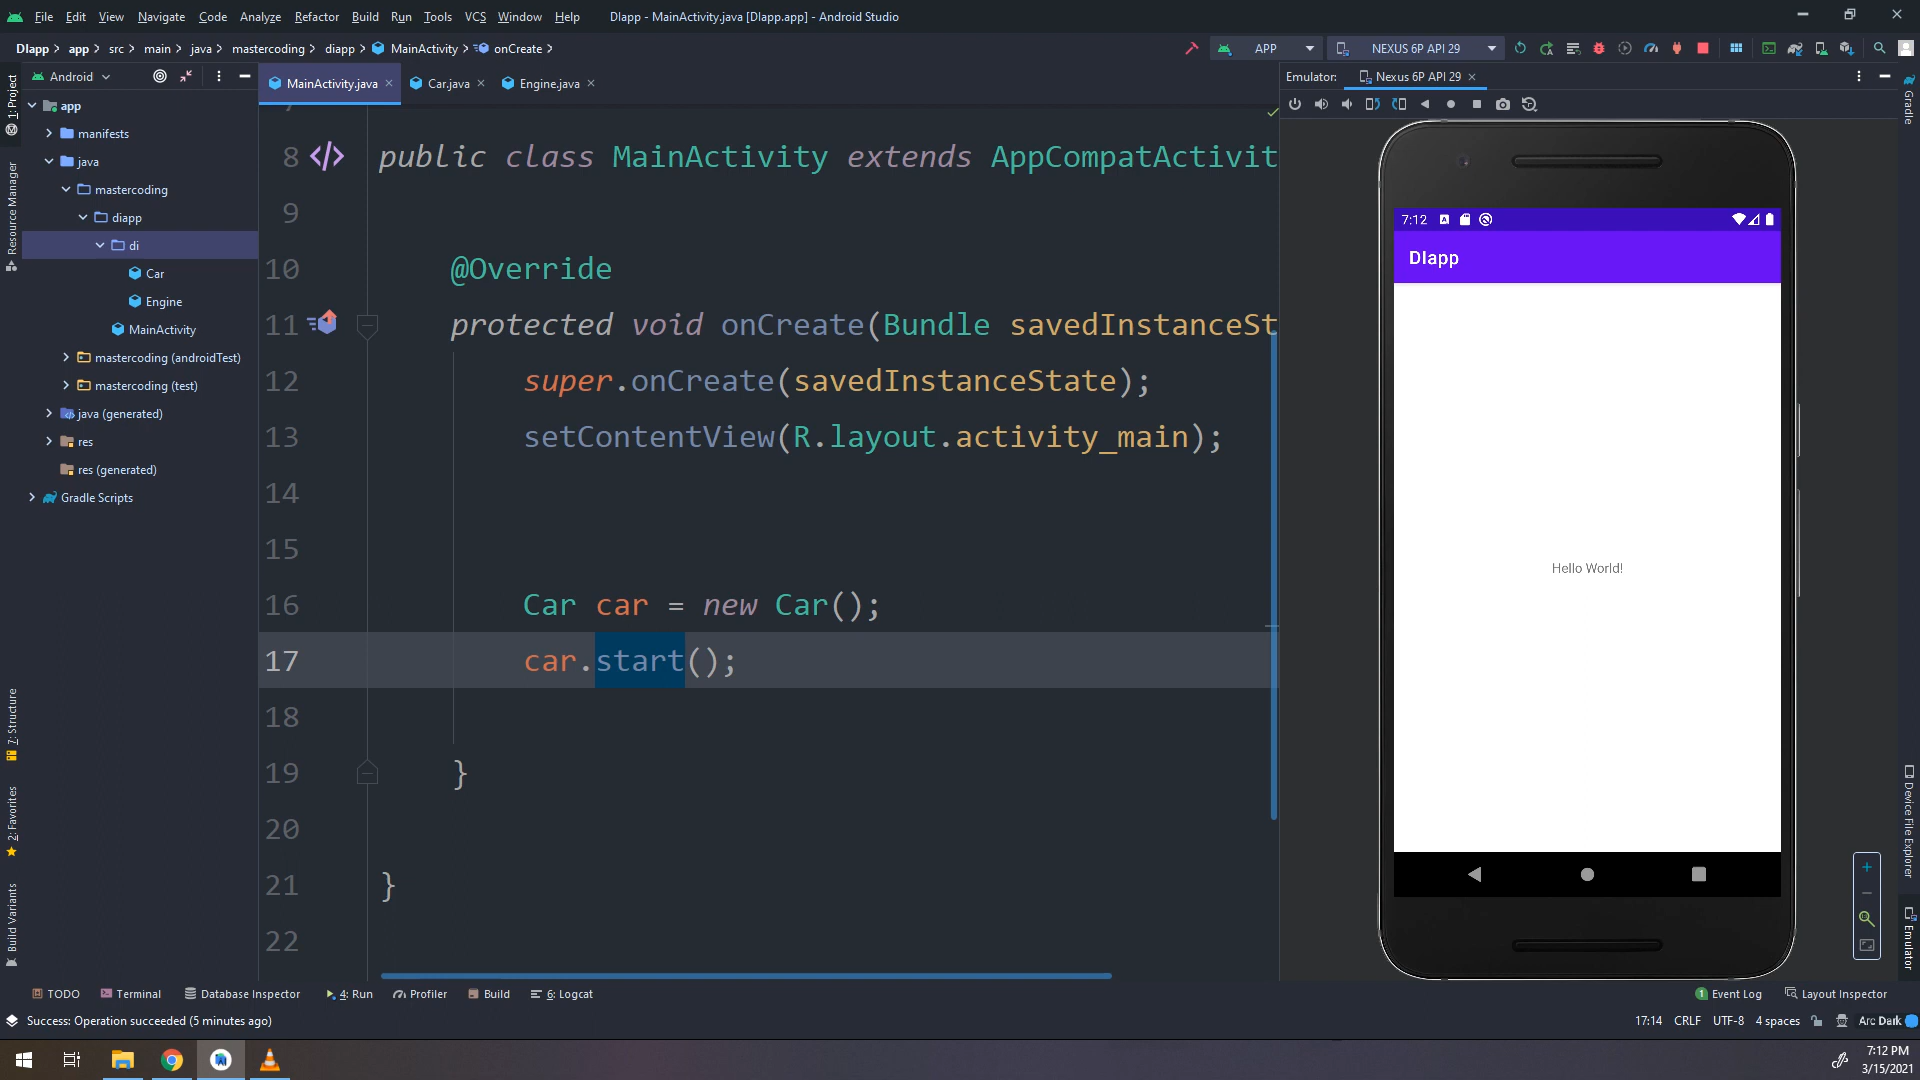 File Edit View Navigate Code Analyze Refactor Build Run Tools VCS Window Help DIapp - MainActivity.java [DIapp.app] - Android Studio
DIapp app src main java mastercoding diapp MainActivity onCreate APP NEXUS 6P API 29
Android
MainActivity.java Car.java Engine.java
Emulator: Nexus 6P API 29
1: Project
Resource Manager
7: Structure
2: Favorites
Build Variants
app
manifests
java
mastercoding
diapp
di
Car
Engine
MainActivity
mastercoding (androidTest)
mastercoding (test)
java (generated)
res
res (generated)
Gradle Scripts
7
8 public class MainActivity extends AppCompatActivit
9
10 @Override
11 protected void onCreate(Bundle savedInstanceSt
12 super.onCreate(savedInstanceState);
13 setContentView(R.layout.activity_main);
14
15
16 Car car = new Car();
17 car.start();
18
19 }
20
21 }
22
7:12
DIapp
Hello World!
Gradle
Device File Explorer
Emulator
TODO Terminal Database Inspector 4: Run Profiler Build 6: Logcat 1 Event Log Layout Inspector
Success: Operation succeeded (5 minutes ago) 17:14 CRLF UTF-8 4 spaces Arc Dark
7:12 PM
3/15/2021